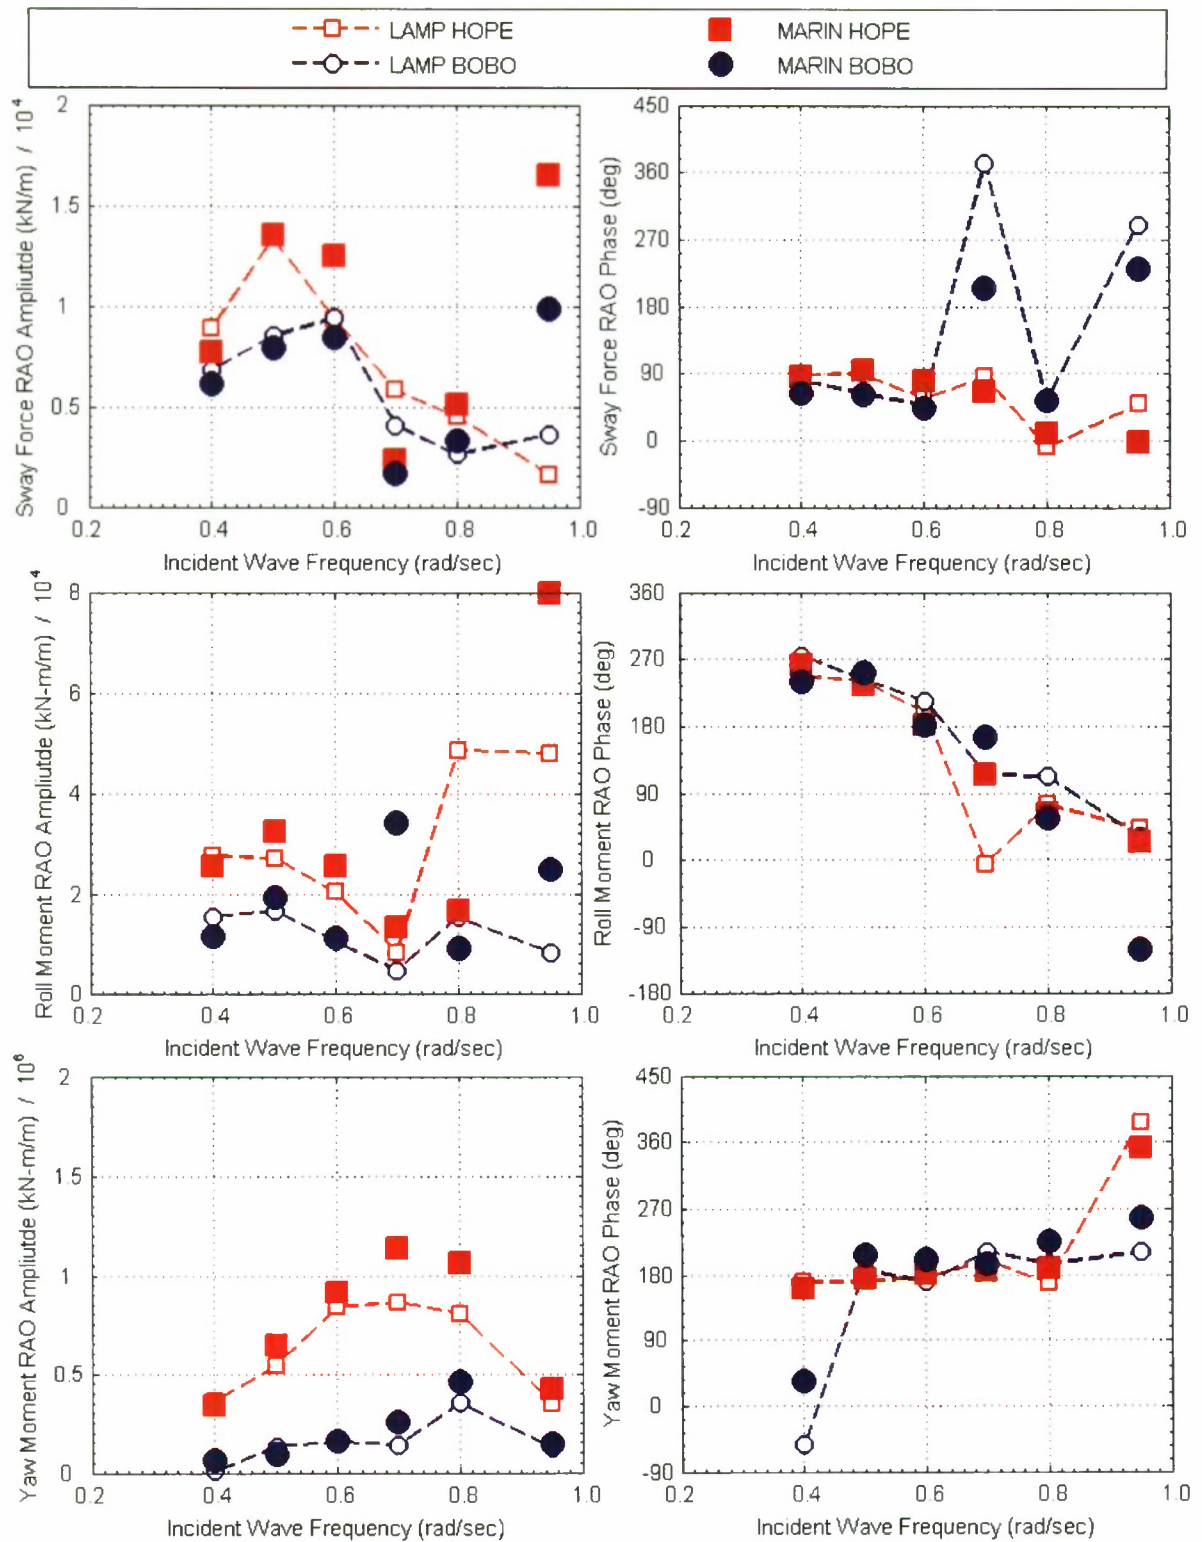 LAMP HOPE MARIN HOPE
LAMP BOBO MARIN BOBO
Sway Force RAO Ampliutde (kN/m) / 10^4
2
1.5
1
0.5
0
0.2 0.4 0.6 0.8 1.0
Incident Wave Frequency (rad/sec)
Sway Force RAO Phase (deg)
450
360
270
180
90
0
-90
0.2 0.4 0.6 0.8 1.0
Incident Wave Frequency (rad/sec)
Roll Moment RAO Ampliutde (kN-m/m) / 10^4
8
6
4
2
0
0.2 0.4 0.6 0.8 1.0
Incident Wave Frequency (rad/sec)
Roll Moment RAO Phase (deg)
360
270
180
90
0
-90
-180
0.2 0.4 0.6 0.8 1.0
Incident Wave Frequency (rad/sec)
Yaw Moment RAO Ampliutde (kN-m/m) / 10^6
2
1.5
1
0.5
0
0.2 0.4 0.6 0.8 1.0
Incident Wave Frequency (rad/sec)
Yaw Moment RAO Phase (deg)
450
360
270
180
90
0
-90
0.2 0.4 0.6 0.8 1.0
Incident Wave Frequency (rad/sec)